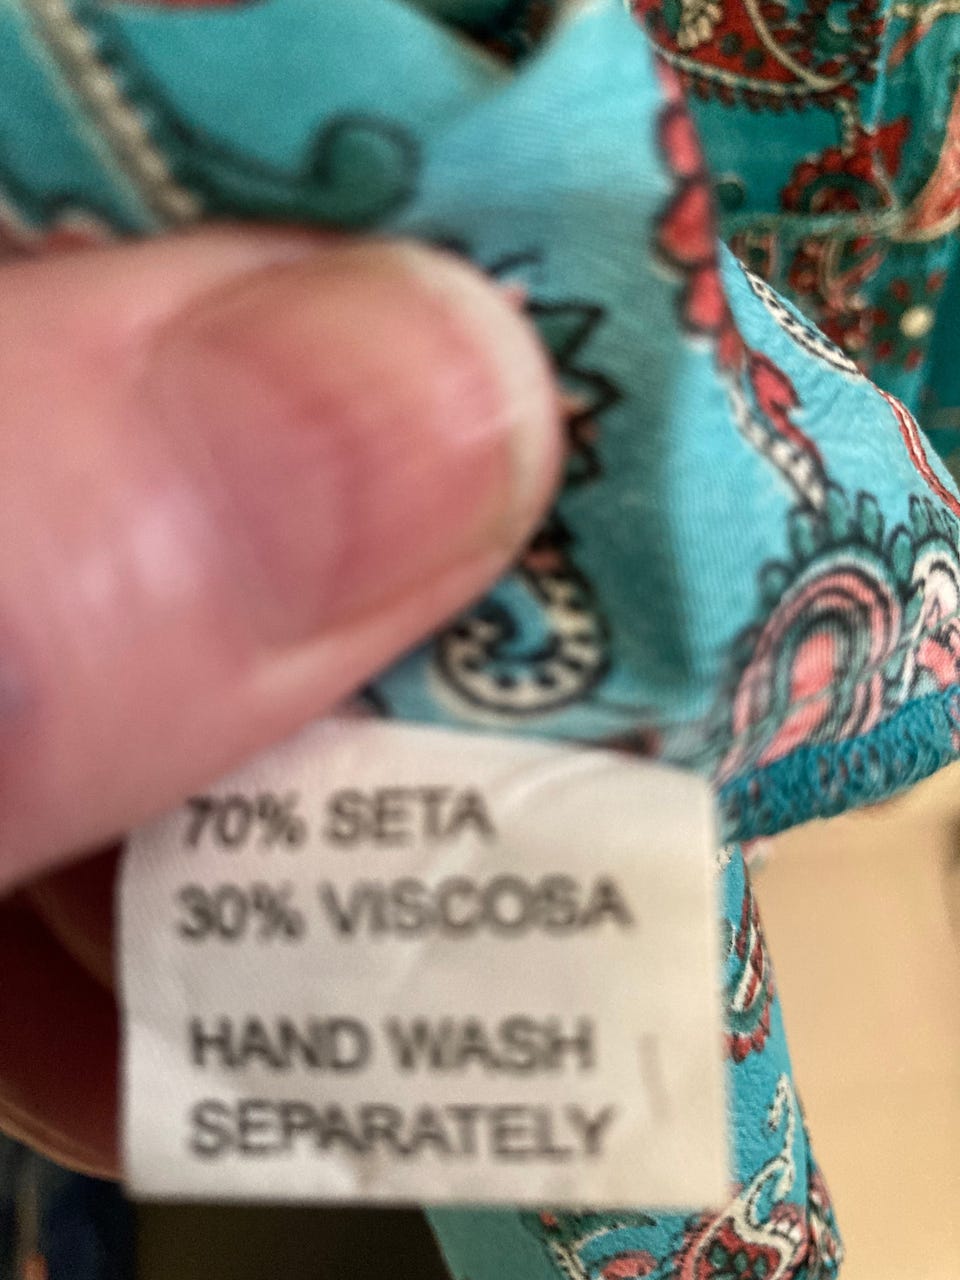 70% SETA
30% VISCOSA
HAND WASH
SEPARATELY